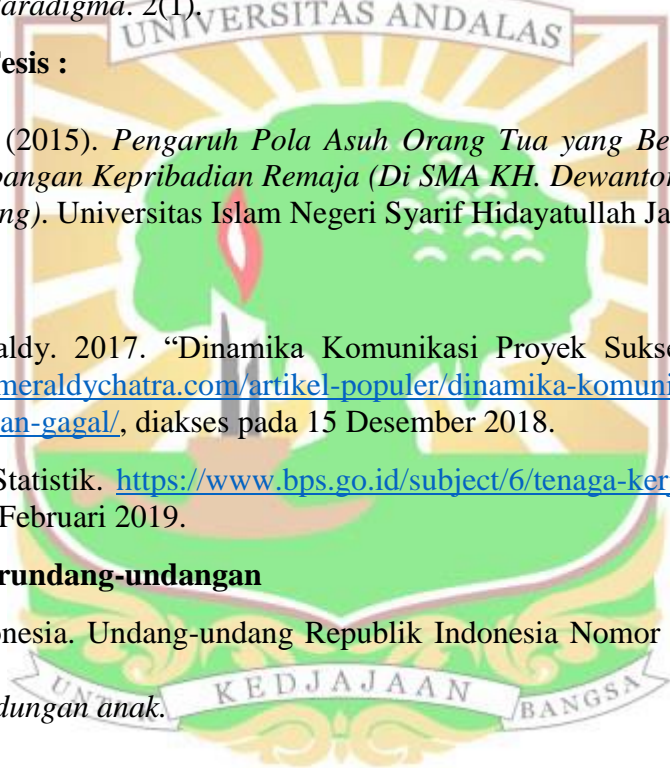 aradigma. 2(1).
UNIVERSITAS ANDALAS
esis :
(2015). Pengaruh Pola Asuh Orang Tua yang Be
bangan Kepribadian Remaja (Di SMA KH. Dewanto
ng). Universitas Islam Negeri Syarif Hidayatullah Ja
aldy. 2017. “Dinamika Komunikasi Proyek Sukse
meraldychatra.com/artikel-populer/dinamika-komuni
an-gagal/, diakses pada 15 Desember 2018.
Statistik. https://www.bps.go.id/subject/6/tenaga-kerj
Februari 2019.
rundang-undangan
onesia. Undang-undang Republik Indonesia Nomor
dungan anak.
UNTUK KEDJAJAAN BANGSA